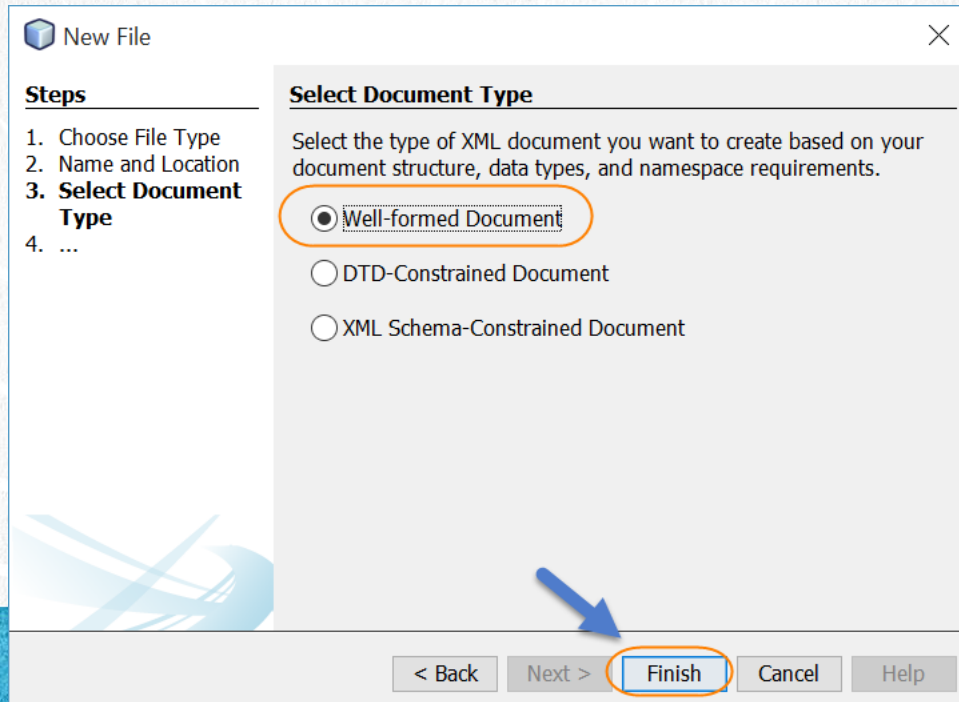 New File
Steps
1. Choose File Type
2. Name and Location
3. Select Document
Type
4. ...
Select Document Type
Select the type of XML document you want to create based on your
document structure, data types, and namespace requirements.
Well-formed Document
DTD-Constrained Document
XML Schema-Constrained Document
< Back Next > Finish Cancel Help